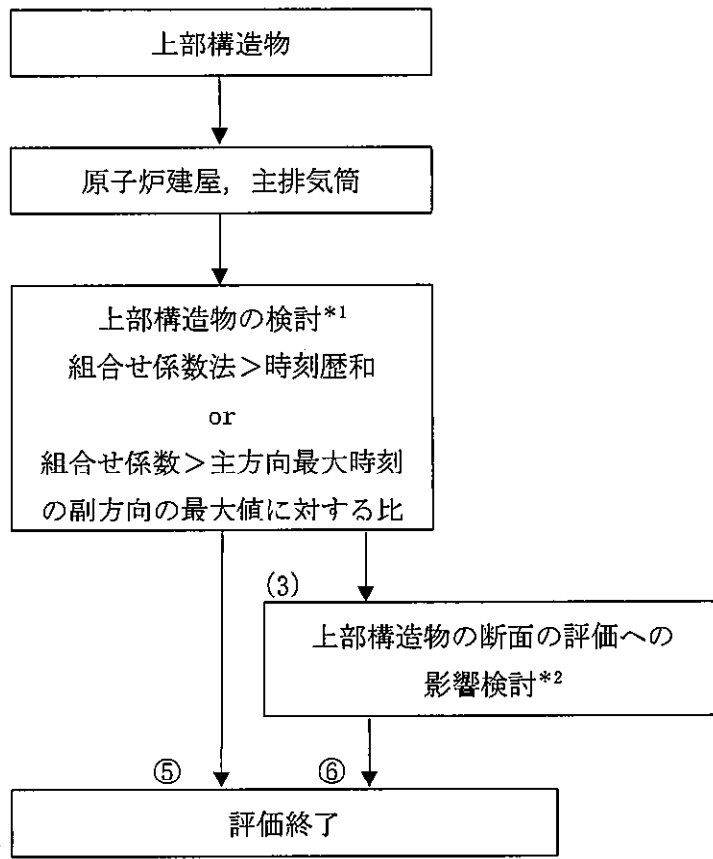 上部構造物
原子炉建屋，主排気筒
上部構造物の検討*1
組合せ係数法＞時刻歴和
or
組合せ係数＞主方向最大時刻
の副方向の最大値に対する比
(3)
上部構造物の断面の評価への
影響検討*2
⑤ ⑥
評価終了